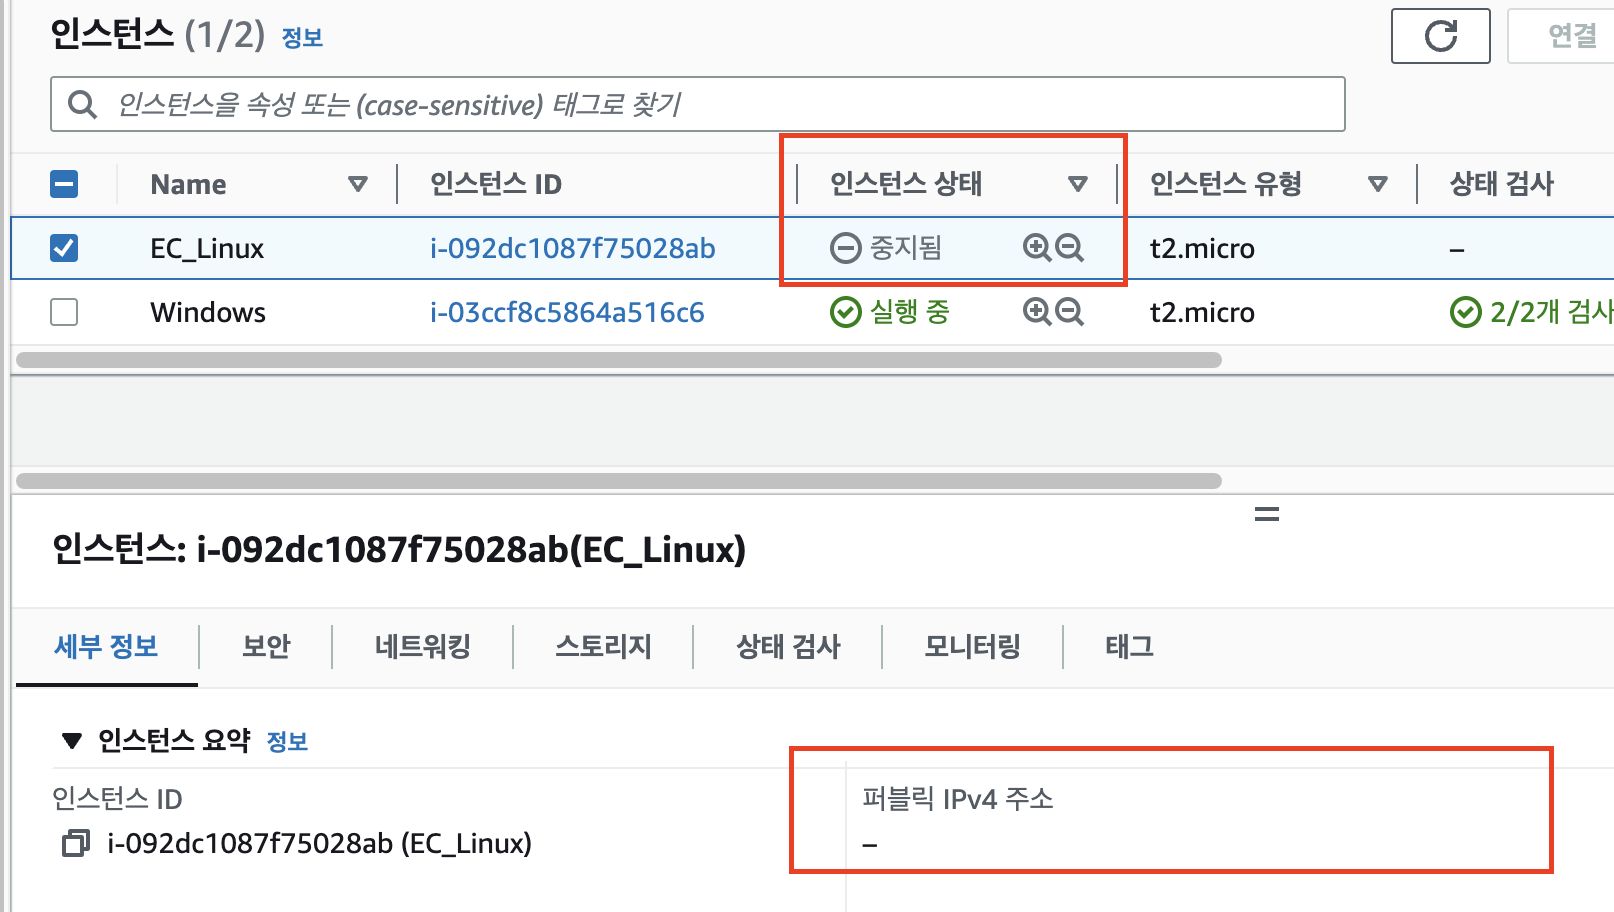 인스턴스 (1/2) 정보
연결
인스턴스을 속성 또는 (case-sensitive) 태그로 찾기
Name 인스턴스 ID 인스턴스 상태 인스턴스 유형 상태 검사
EC_Linux i-092dc1087f75028ab 중지됨 t2.micro –
Windows i-03ccf8c5864a516c6 실행 중 t2.micro 2/2개 검사
인스턴스: i-092dc1087f75028ab(EC_Linux)
세부 정보 보안 네트워킹 스토리지 상태 검사 모니터링 태그
인스턴스 요약 정보
인스턴스 ID 퍼블릭 IPv4 주소
i-092dc1087f75028ab (EC_Linux) –